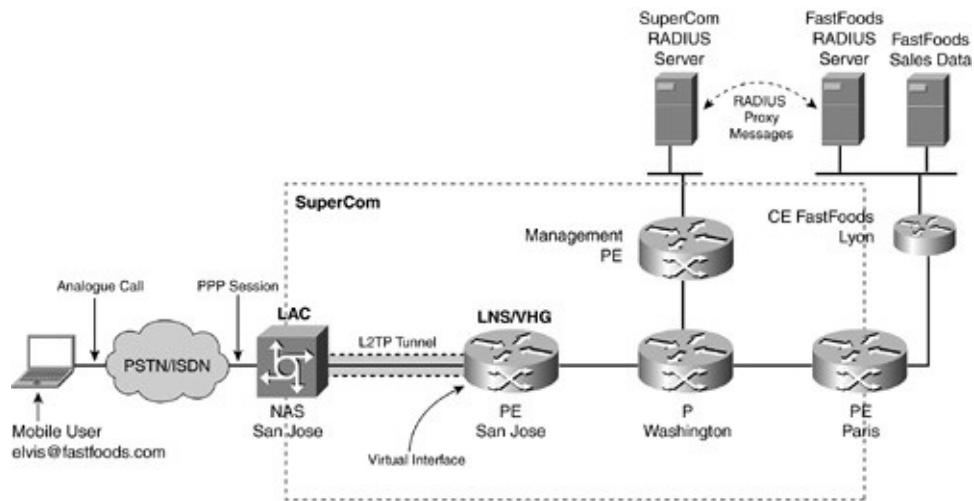 SuperCom
RADIUS
Server
FastFoods
RADIUS
Server
FastFoods
Sales Data
RADIUS
Proxy
Messages
SuperCom
Management
PE
CE FastFoods
Lyon
Analogue Call
PPP Session
LAC
LNS/VHG
L2TP Tunnel
PSTN/ISDN
Mobile User
elvis@fastfoods.com
NAS
San Jose
Virtual Interface
PE
San Jose
P
Washington
PE
Paris